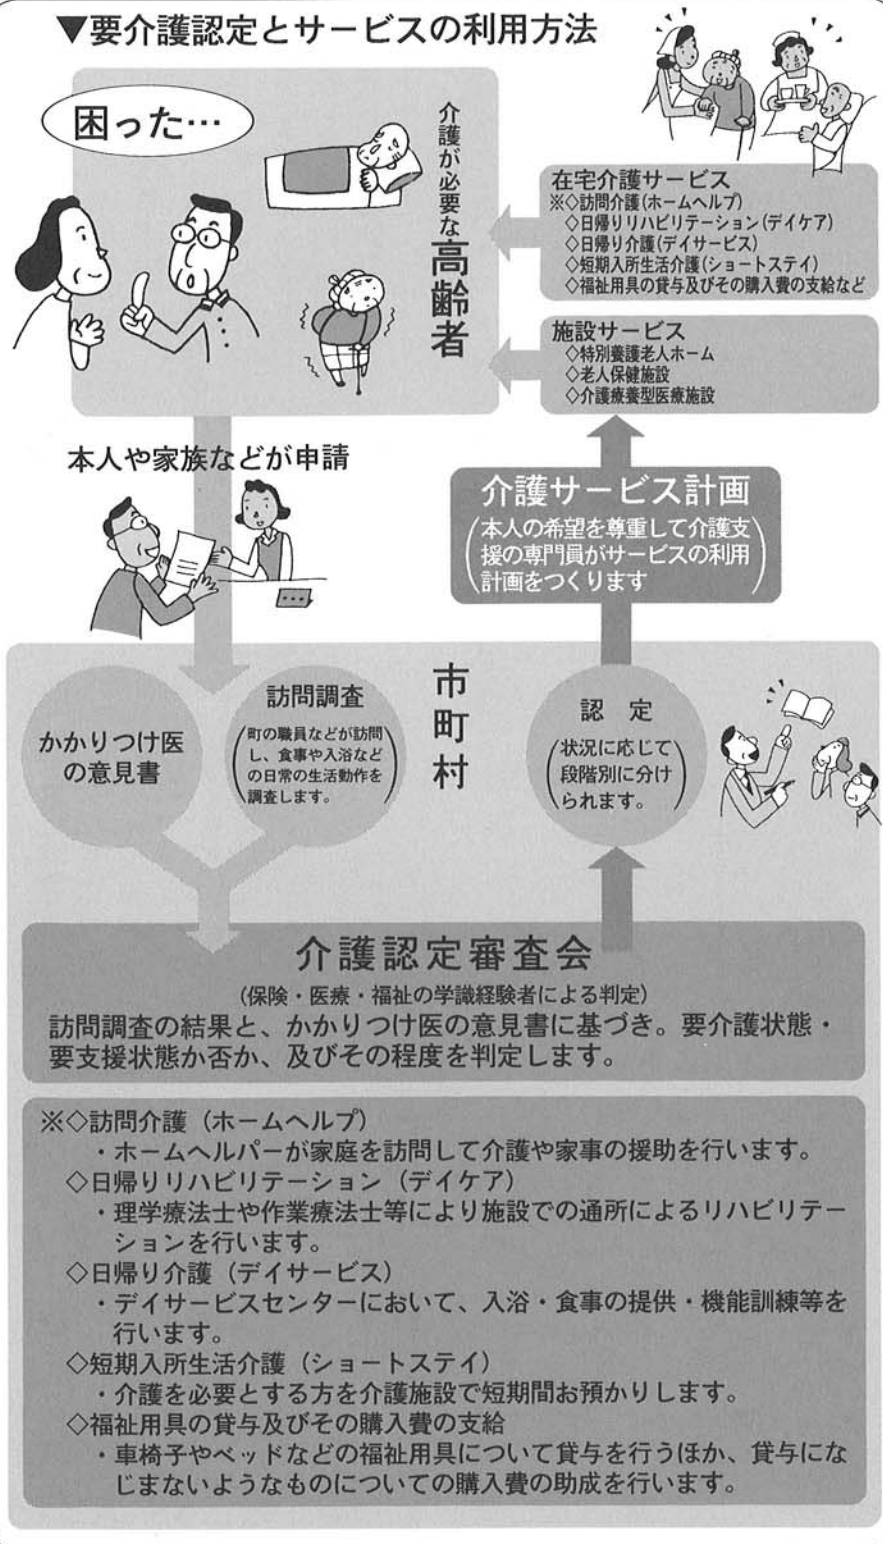 ▼要介護認定とサービスの利用方法
困った…
介護が必要な高齢者
在宅介護サービス
※◇訪問介護(ホームヘルプ)
◇日帰りリハビリテーション(デイケア)
◇日帰り介護(デイサービス)
◇短期入所生活介護(ショートステイ)
◇福祉用具の貸与及びその購入費の支給など
施設サービス
◇特別養護老人ホーム
◇老人保健施設
◇介護療養型医療施設
本人や家族などが申請
介護サービス計画
(本人の希望を尊重して介護支
援の専門員がサービスの利用
計画をつくります)
市町村
かかりつけ医
の意見書
訪問調査
(町の職員などが訪問
し、食事や入浴など
の日常の生活動作を
調査します。)
認 定
(状況に応じて
段階別に分け
られます。)
介護認定審査会
(保険・医療・福祉の学識経験者による判定)
訪問調査の結果と、かかりつけ医の意見書に基づき。要介護状態・
要支援状態か否か、及びその程度を判定します。
※◇訪問介護(ホームヘルプ)
・ホームヘルパーが家庭を訪問して介護や家事の援助を行います。
◇日帰りリハビリテーション(デイケア)
・理学療法士や作業療法士等により施設での通所によるリハビリテー
ションを行います。
◇日帰り介護(デイサービス)
・デイサービスセンターにおいて、入浴・食事の提供・機能訓練等を
行います。
◇短期入所生活介護(ショートステイ)
・介護を必要とする方を介護施設で短期間お預かりします。
◇福祉用具の貸与及びその購入費の支給
・車椅子やベッドなどの福祉用具について貸与を行うほか、貸与にな
じまないようなものについての購入費の助成を行います。